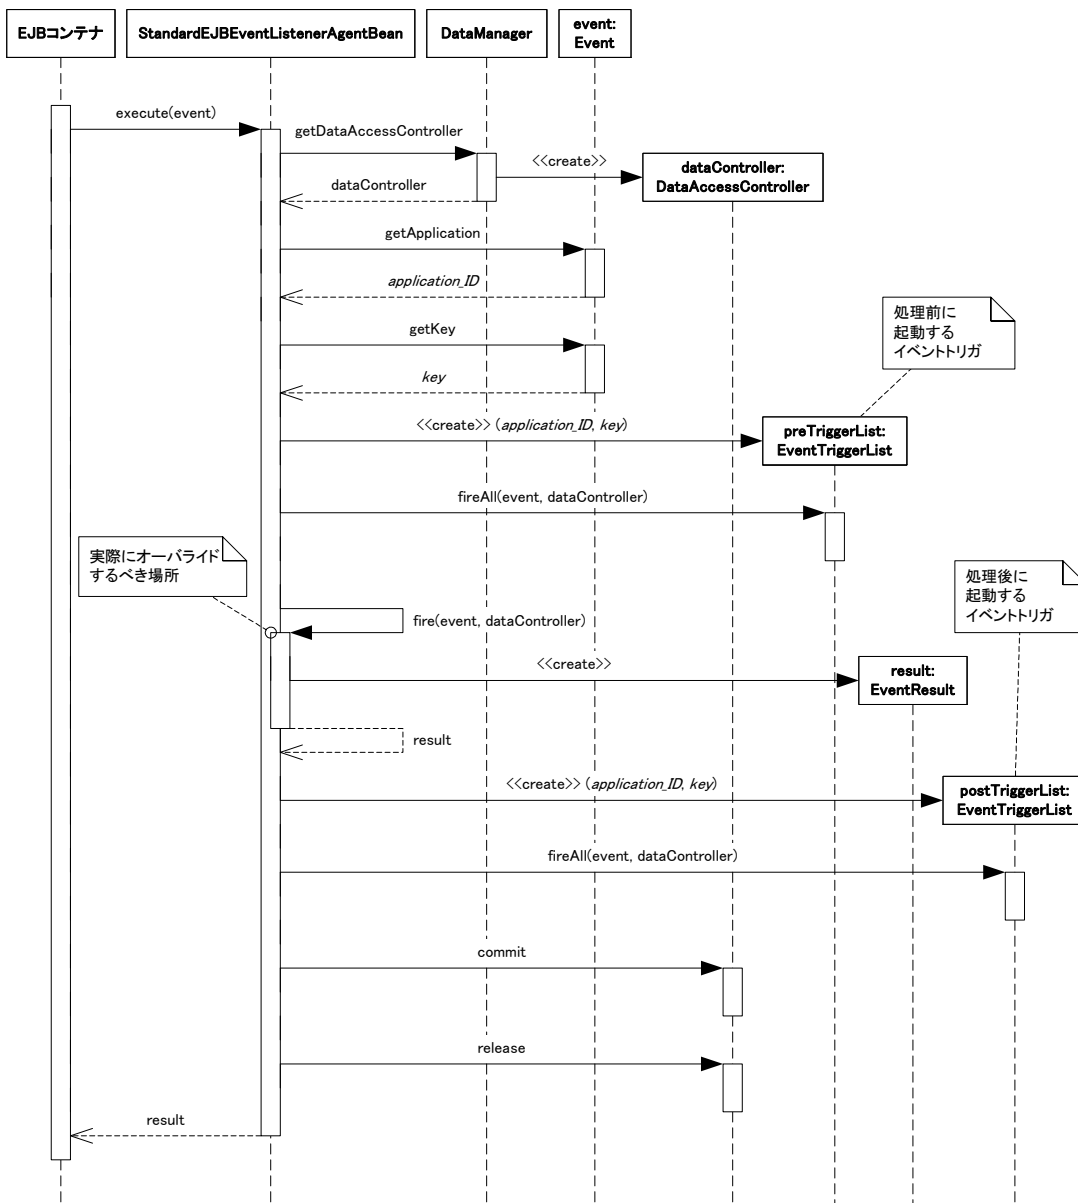 EJBコンテナ
StandardEJBEventListenerAgentBean
DataManager
event:
Event
execute(event)
getDataAccessController
<<create>>
dataController:
DataAccessController
dataController
getApplication
application_ID
処理前に
起動する
イベントトリガ
getKey
key
<<create>> (application_ID, key)
preTriggerList:
EventTriggerList
fireAll(event, dataController)
実際にオーバライド
するべき場所
処理後に
起動する
イベントトリガ
fire(event, dataController)
<<create>>
result:
EventResult
result
<<create>> (application_ID, key)
postTriggerList:
EventTriggerList
fireAll(event, dataController)
commit
release
result